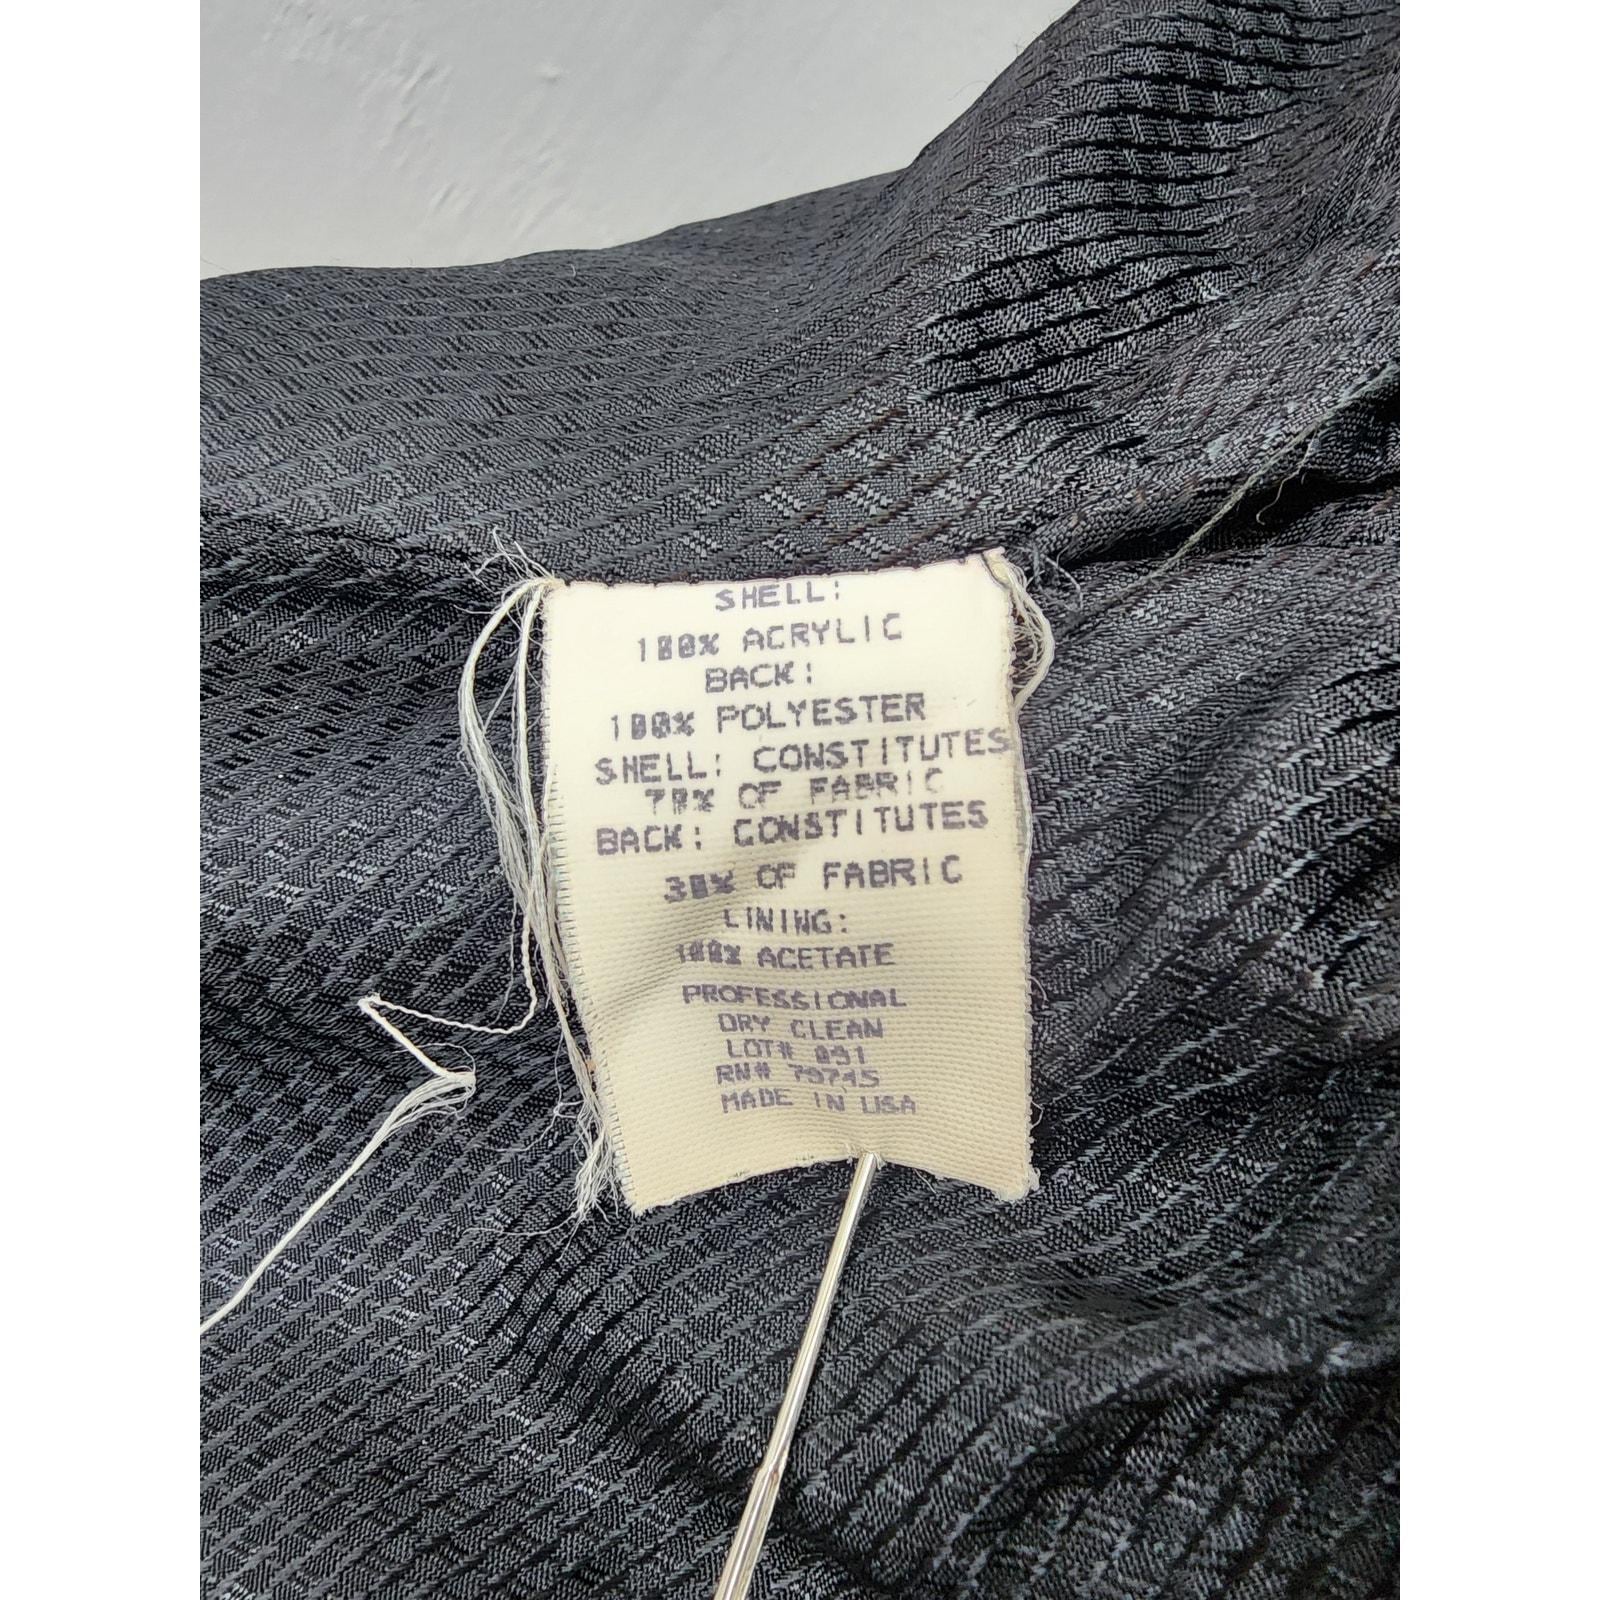 SHELL:
100% ACRYLIC
BACK:
100% POLYESTER
SHELL: CONSTITUTES
70% OF FABRIC
BACK: CONSTITUTES
30% OF FABRIC
LINING:
100% ACETATE
PROFESSIONAL
DRY CLEAN
LOT# 091
RN# 79745
MADE IN USA